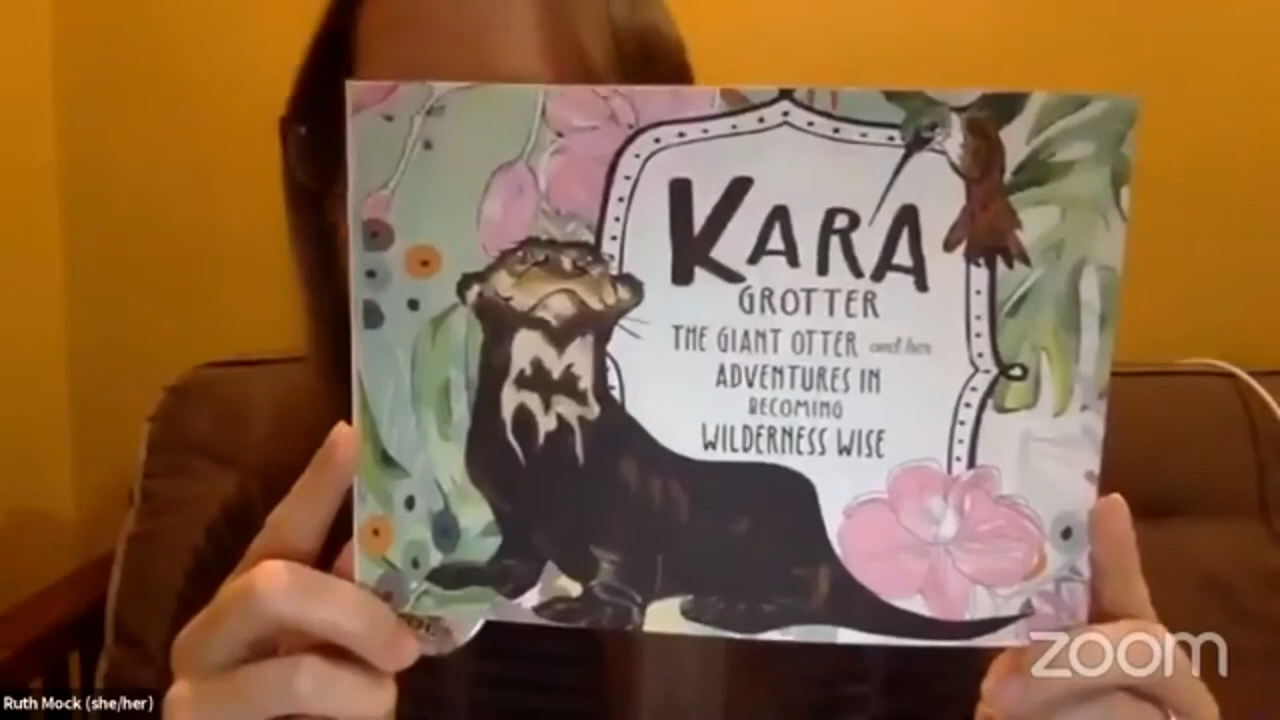 KARA
GROTTER
THE GIANT OTTER and her
ADVENTURES IN
BECOMING
WILDERNESS WISE
zoom
Ruth Mock (she/her)